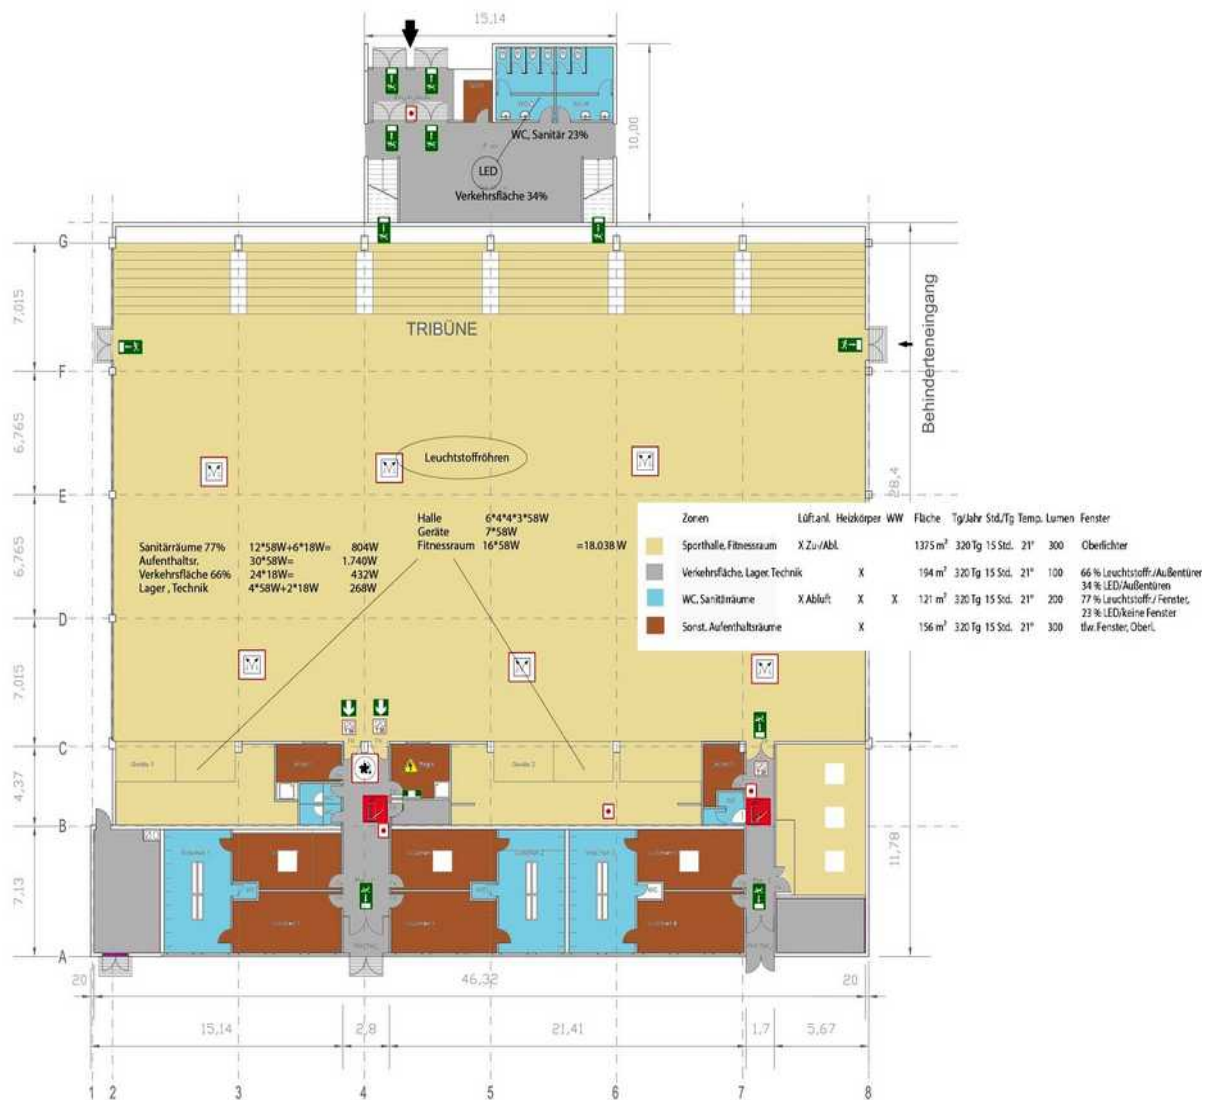 15,14
10,00
WC, Sanitär 23%
LED
Verkehrsfläche 34%
G
7,015
TRIBÜNE
Behinderteneingang
F
6,765
Leuchtstoffröhren
28,4
E
Halle 6*4*4*3*58W
Geräte 7*58W
Fitnessraum 16*58W =18.038 W
Sanitärräume 77% 12*58W+6*18W= 804W
Aufenthaltsr. 30*58W= 1.740W
Verkehrsfläche 66% 24*18W= 432W
Lager , Technik 4*58W+2*18W 268W
Zonen Lüft.anl. Heizkörper WW Fläche Tg/Jahr Std./Tg Temp. Lumen Fenster
Sporthalle, Fitnessraum X Zu-/Abl. 1375 m² 320 Tg 15 Std. 21° 300 Oberlichter
Verkehrsfläche, Lager, Technik X 194 m² 320 Tg 15 Std. 21° 100 66 % Leuchtstoffr./Außentüren
34 % LED/Außentüren
WC, Sanitärräume X Abluft X X 121 m² 320 Tg 15 Std. 21° 200 77 % Leuchtstoffr./ Fenster,
23 % LED/keine Fenster
Sonst. Aufenthaltsräume X 156 m² 320 Tg 15 Std. 21° 300 tlw. Fenster, Oberl.
6,765
D
7,015
C
Geräte 1
Regie
Geräte 2
4,37
B
11,78
7,13
A
20
46,32
20
15,14
2,8
21,41
1,7
5,67
1 2 3 4 5 6 7 8